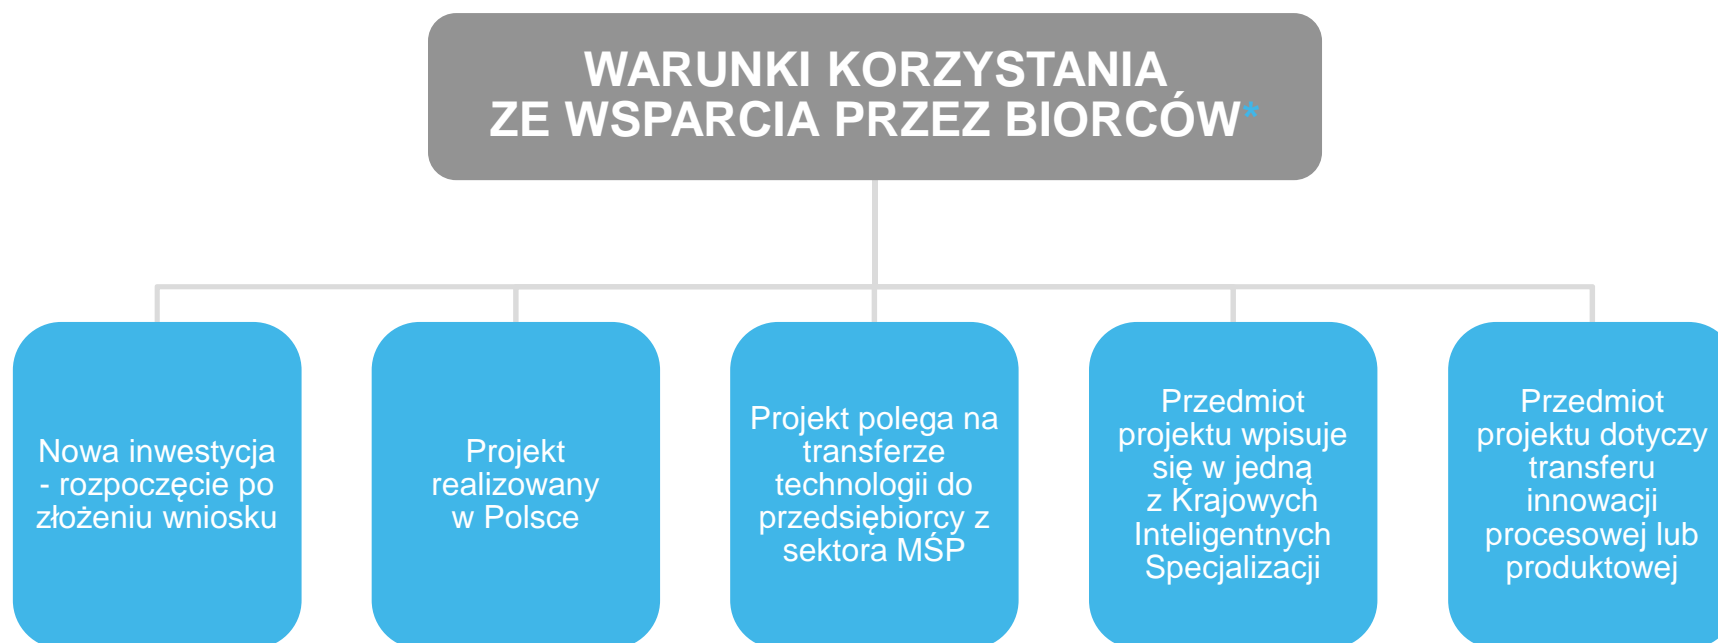 WARUNKI KORZYSTANIA
ZE WSPARCIA PRZEZ BIORCÓW*
Nowa inwestycja
- rozpoczęcie po
złożeniu wniosku
Projekt
realizowany
w Polsce
Projekt polega na
transferze
technologii do
przedsiębiorcy z
sektora MŚP
Przedmiot
projektu wpisuje
się w jedną
z Krajowych
Inteligentnych
Specjalizacji
Przedmiot
projektu dotyczy
transferu
innowacji
procesowej lub
produktowej